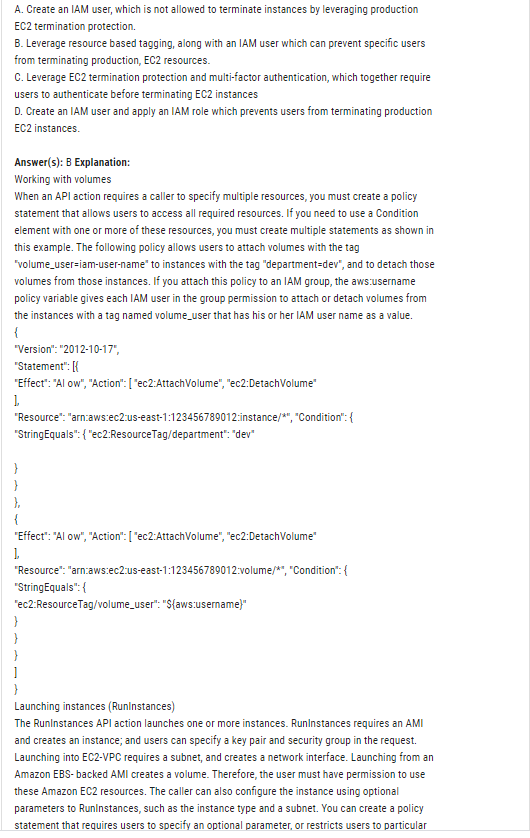 A. Create an IAM user, which is not allowed to terminate instances by leveraging production
EC2 termination protection.
B. Leverage resource based tagging, along with an IAM user which can prevent specific users
from terminating production, EC2 resources.
C. Leverage EC2 termination protection and multi-factor authentication, which together require
users to authenticate before terminating EC2 instances
D. Create an IAM user and apply an IAM role which prevents users from terminating production
EC2 instances.
Answer(s): B Explanation:
Working with volumes
When an API action requires a caller to specify multiple resources, you must create a policy
statement that allows users to access all required resources. If you need to use a Condition
element with one or more of these resources, you must create multiple statements as shown in
this example. The following policy allows users to attach volumes with the tag
"volume_user=iam-user-name" to instances with the tag "department=dev", and to detach those
volumes from those instances. If you attach this policy to an IAM group, the aws:username
policy variable gives each IAM user in the group permission to attach or detach volumes from
the instances with a tag named volume_user that has his or her IAM user name as a value.
{
"Version": "2012-10-17",
"Statement": [{
"Effect": "Al ow", "Action": [ "ec2:AttachVolume", "ec2:DetachVolume"
],
"Resource": "arn:aws:ec2:us-east-1:123456789012:instance/*", "Condition": {
"StringEquals": { "ec2:ResourceTag/department": "dev"
}
}
},
{
"Effect": "Al ow", "Action": [ "ec2:AttachVolume", "ec2:DetachVolume"
],
"Resource": "arn:aws:ec2:us-east-1:123456789012:volume/*", "Condition": {
"StringEquals": {
"ec2:ResourceTag/volume_user": "${aws:username}"
}
}
}
]
}
Launching instances (RunInstances)
The RunInstances API action launches one or more instances. RunInstances requires an AMI
and creates an instance; and users can specify a key pair and security group in the request.
Launching into EC2-VPC requires a subnet, and creates a network interface. Launching from an
Amazon EBS- backed AMI creates a volume. Therefore, the user must have permission to use
these Amazon EC2 resources. The caller can also configure the instance using optional
parameters to RunInstances, such as the instance type and a subnet. You can create a policy
statement that requires users to specify an optional parameter, or restricts users to particular